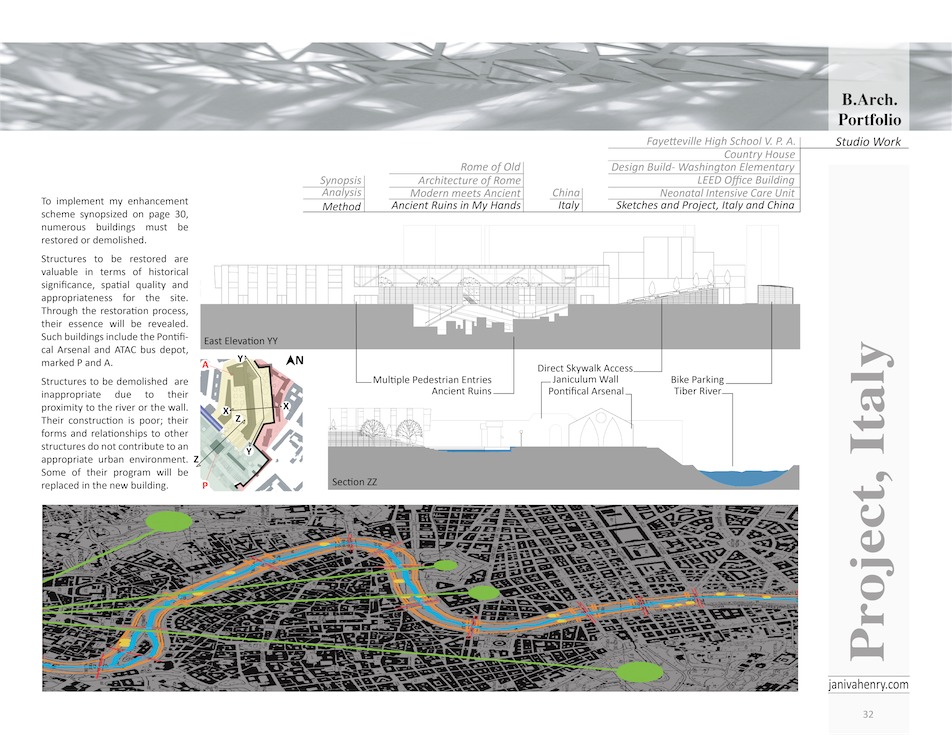 B.Arch.
Portfolio
Studio Work
Fayetteville High School V. P. A.
Country House
Design Build- Washington Elementary
LEED Office Building
Neonatal Intensive Care Unit
Sketches and Project, Italy and China
China
Italy
Rome of Old
Architecture of Rome
Modern meets Ancient
Ancient Ruins in My Hands
Synopsis
Analysis
Method
To implement my enhancement
scheme synopsized on page 30,
numerous buildings must be
restored or demolished.
Structures to be restored are
valuable in terms of historical
significance, spatial quality and
appropriateness for the site.
Through the restoration process,
their essence will be revealed.
Such buildings include the Pontifi-
cal Arsenal and ATAC bus depot,
marked P and A.
Structures to be demolished are
inappropriate due to their
proximity to the river or the wall.
Their construction is poor; their
forms and relationships to other
structures do not contribute to an
appropriate urban environment.
Some of their program will be
replaced in the new building.
East Elevation YY
A
Y
N
X
X
Z
Y
Z
P
Multiple Pedestrian Entries
Ancient Ruins
Direct Skywalk Access
Janiculum Wall
Pontifical Arsenal
Bike Parking
Tiber River
Section ZZ
Project, Italy
janivahenry.com
32